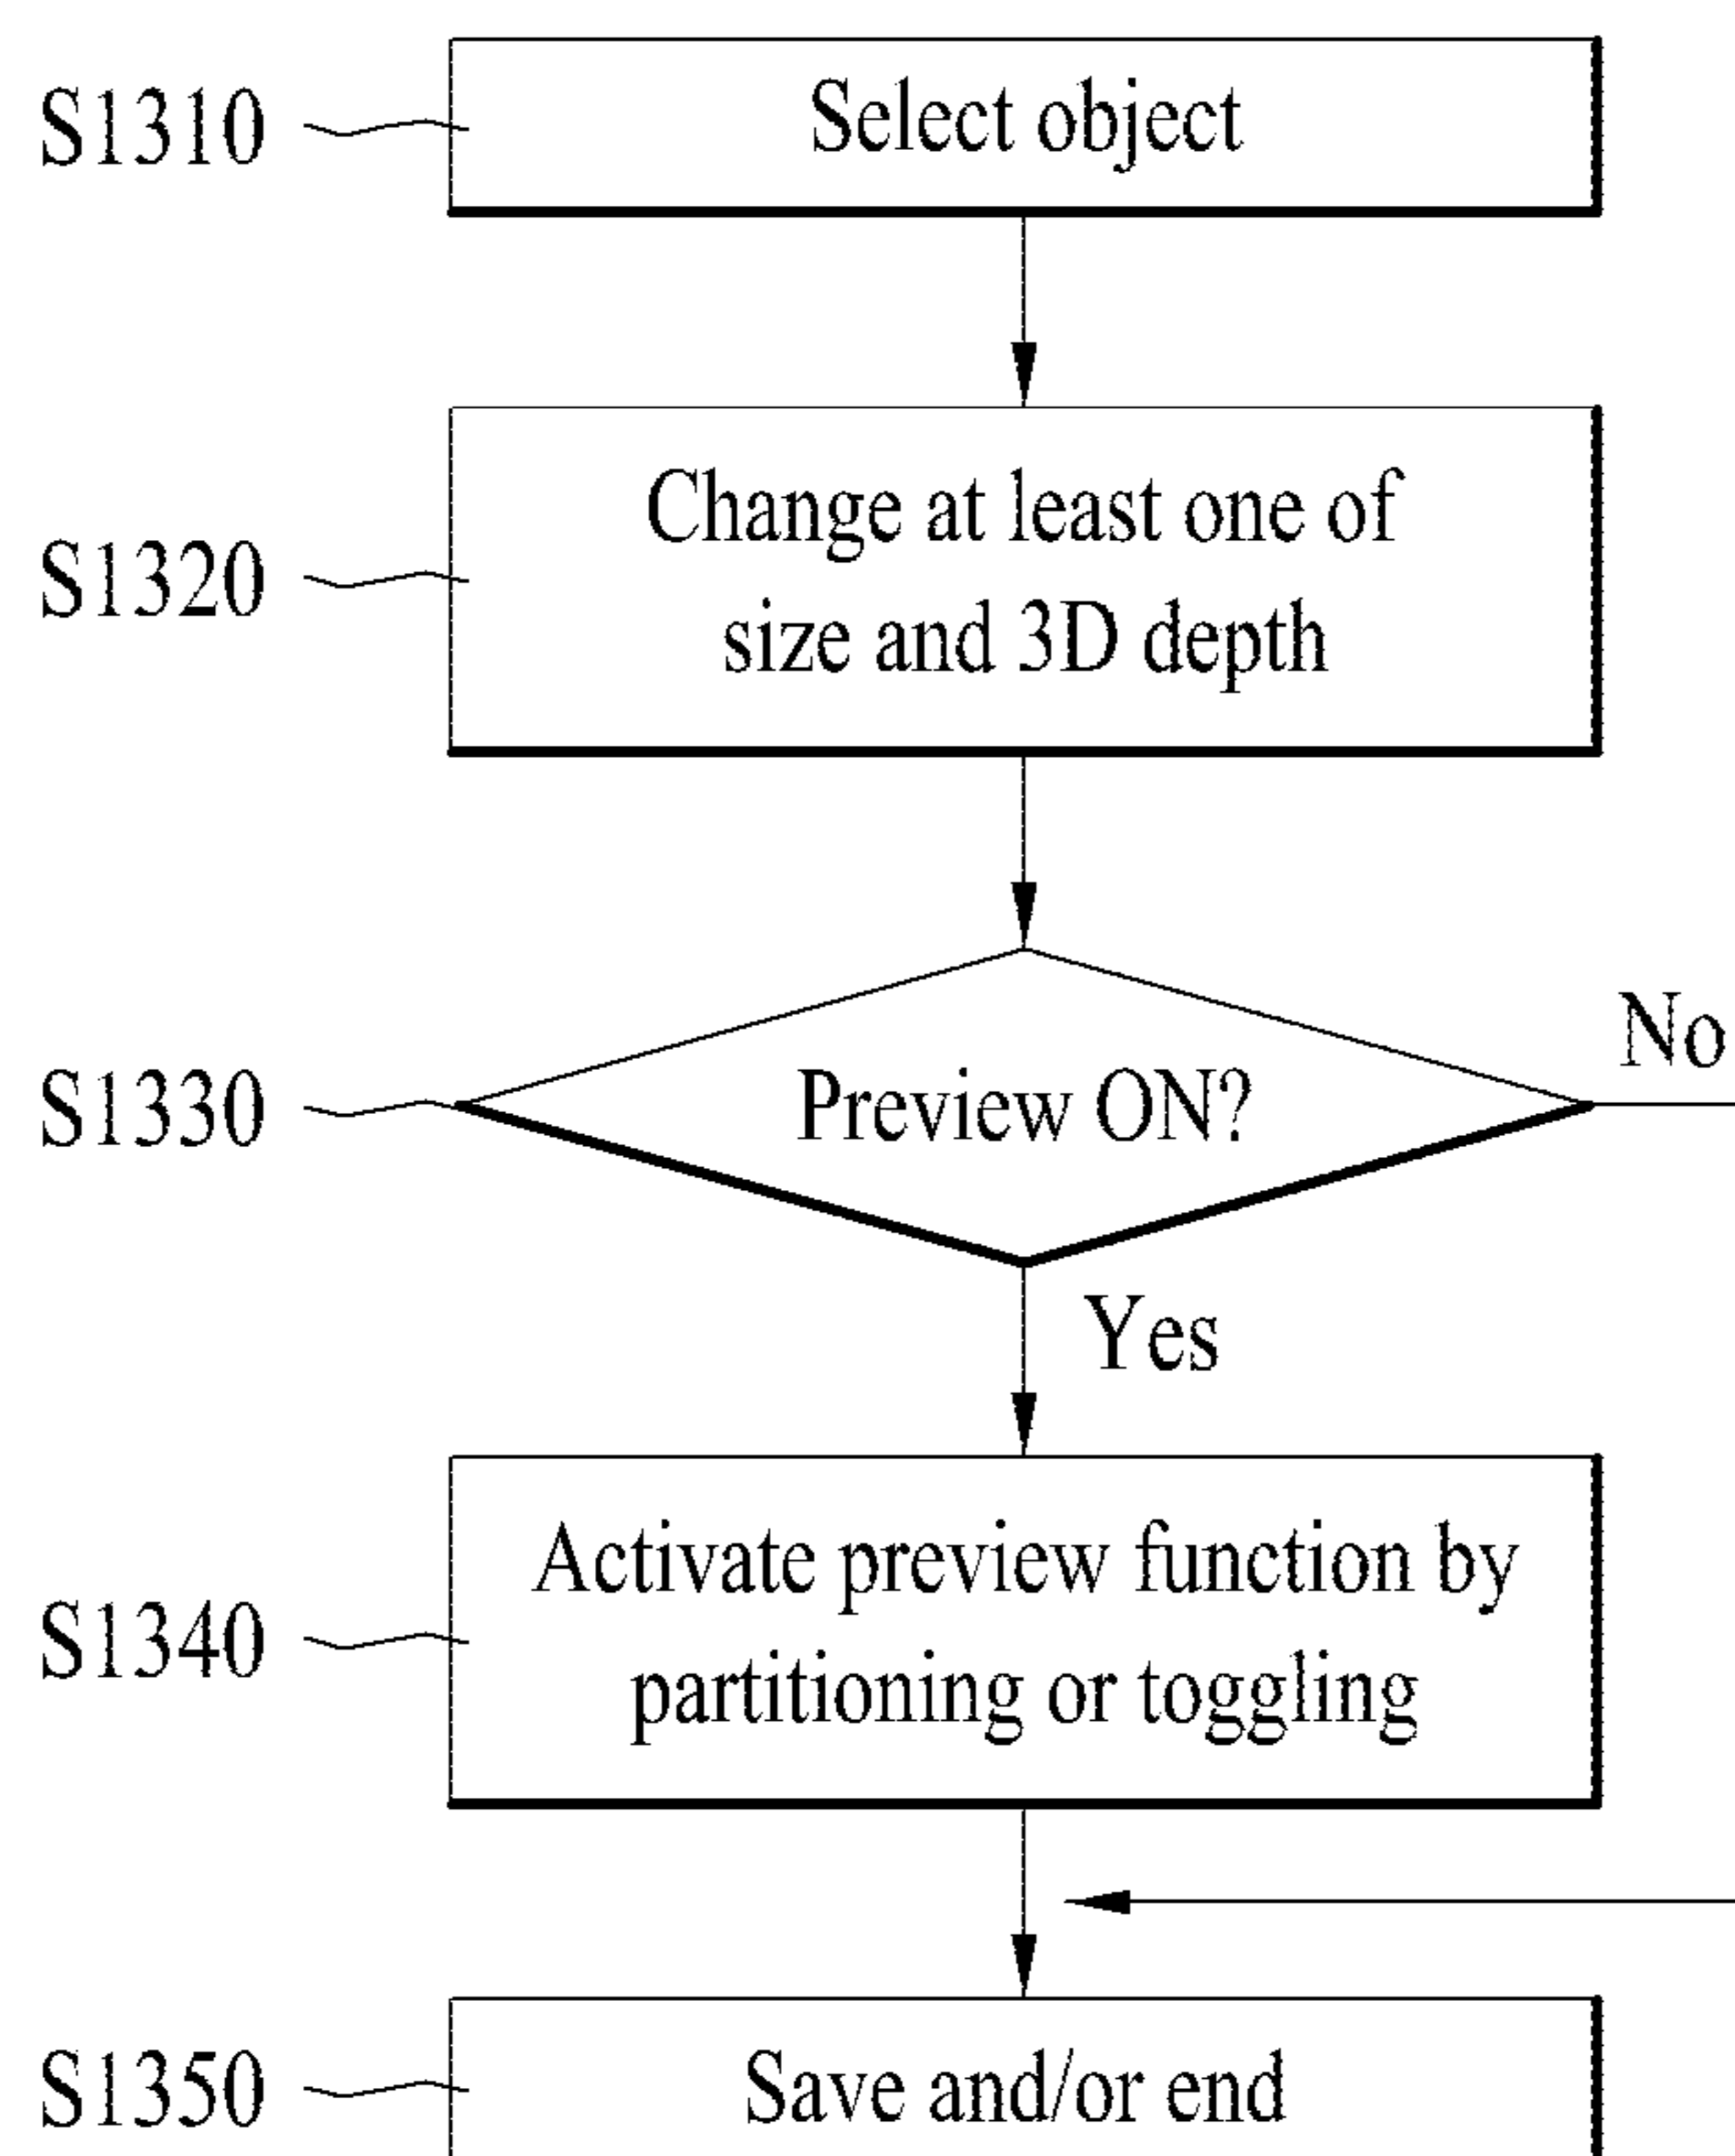 S1310
Select object
S1320
Change at least one of
size and 3D depth
S1330
Preview ON?
No
Yes
S1340
Activate preview function by
partitioning or toggling
S1350
Save and/or end